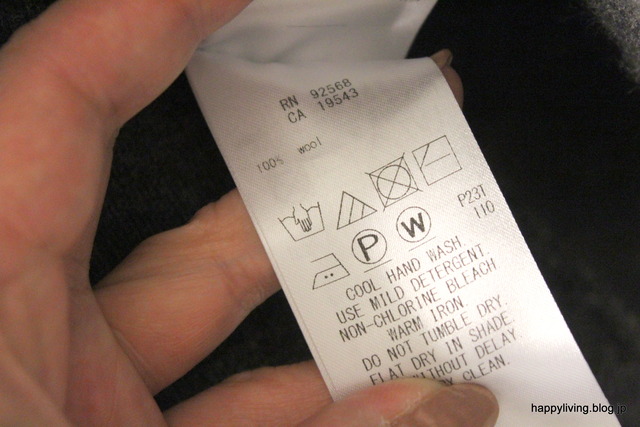 RN 92568
CA 19543
100% wool
P W
P23T
110
COOL HAND WASH.
USE MILD DETERGENT.
NON-CHLORINE BLEACH
WARM IRON
DO NOT TUMBLE DRY.
FLAT DRY IN SHADE
WITHOUT DELAY
CLEAN.
happyliving.blog.jp